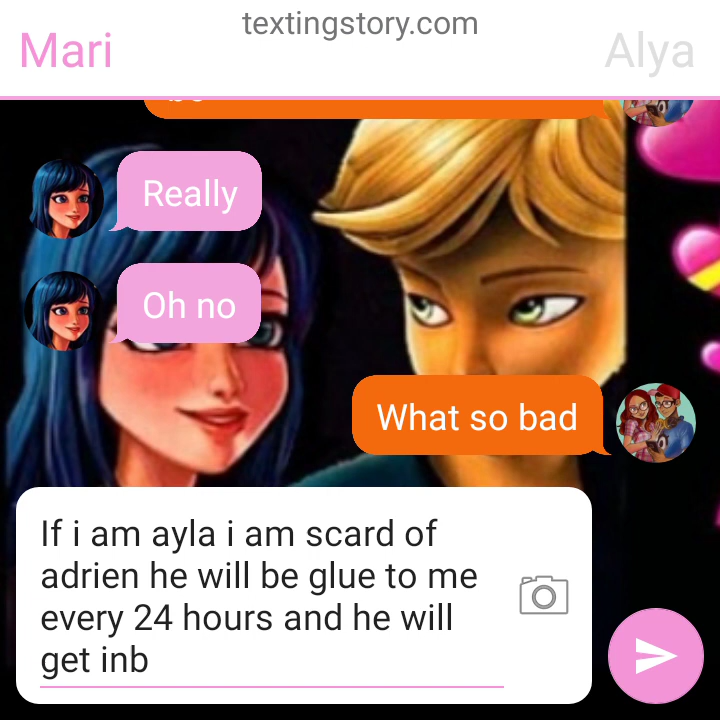 textingstory.com
Mari
Alya
Really
Oh no
What so bad
If i am ayla i am scard of
adrien he will be glue to me
every 24 hours and he will
get inb